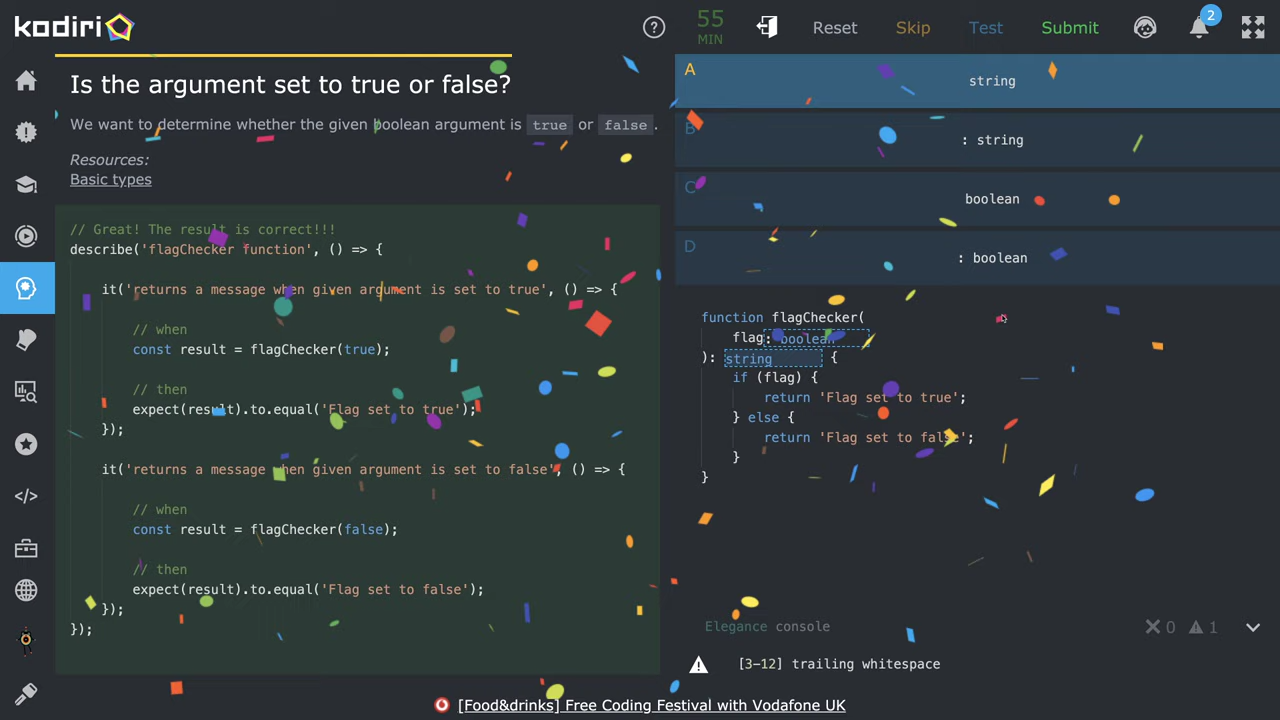 kodiri
55
MIN
Reset
Skip
Test
Submit
2
Is the argument set to true or false?
We want to determine whether the given boolean argument is true or false.
Resources:
Basic types
// Great! The result is correct!!!
describe('flagChecker function', () => {
it('returns a message when given argument is set to true', () => {
// when
const result = flagChecker(true);
// then
expect(result).to.equal('Flag set to true');
});
it('returns a message when given argument is set to false', () => {
// when
const result = flagChecker(false);
// then
expect(result).to.equal('Flag set to false');
});
});
A
string
B
: string
C
boolean
D
: boolean
function flagChecker(
flag: boolean
): string {
if (flag) {
return 'Flag set to true';
} else {
return 'Flag set to false';
}
}
Elegance console
0
1
[3-12] trailing whitespace
[Food&drinks] Free Coding Festival with Vodafone UK